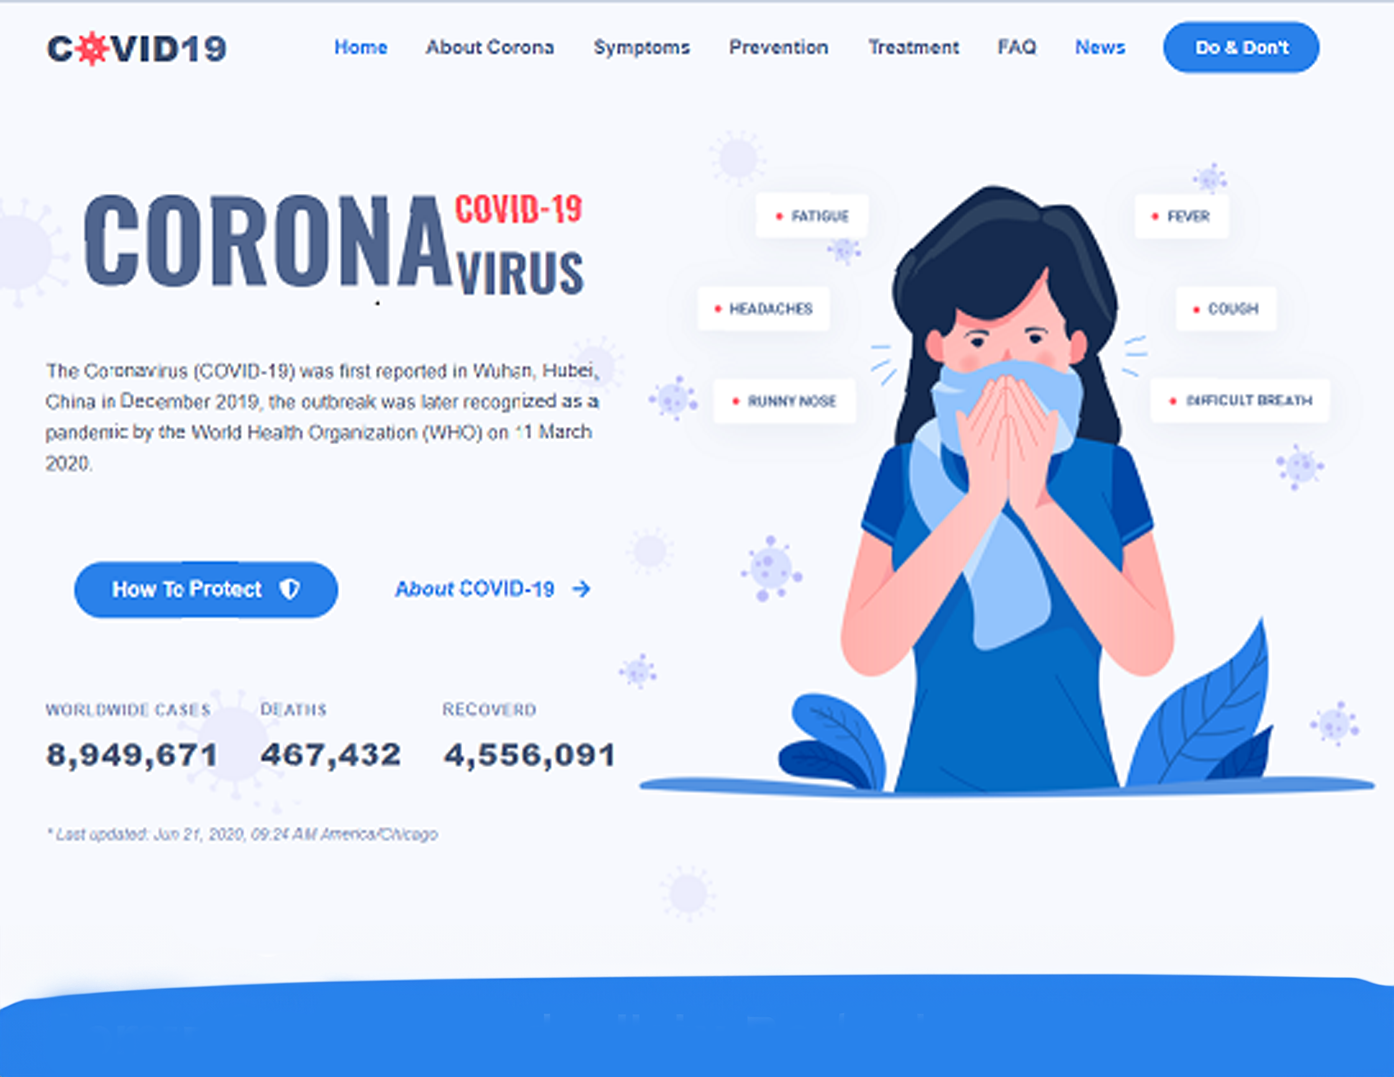 COVID19
Home About Corona Symptoms Prevention Treatment FAQ News Do & Don't
CORONA COVID-19
VIRUS
The Coronavirus (COVID-19) was first reported in Wuhan, Hubei,
China in December 2019, the outbreak was later recognized as a
pandemic by the World Health Organization (WHO) on 11 March
2020.
How To Protect
About COVID-19
WORLDWIDE CASES DEATHS RECOVERD
8,949,671 467,432 4,556,091
* Last updated: Jun 21, 2020, 09:24 AM America/Chicago
FATIGUE
FEVER
HEADACHES
COUGH
RUNNY NOSE
DIFFICULT BREATH